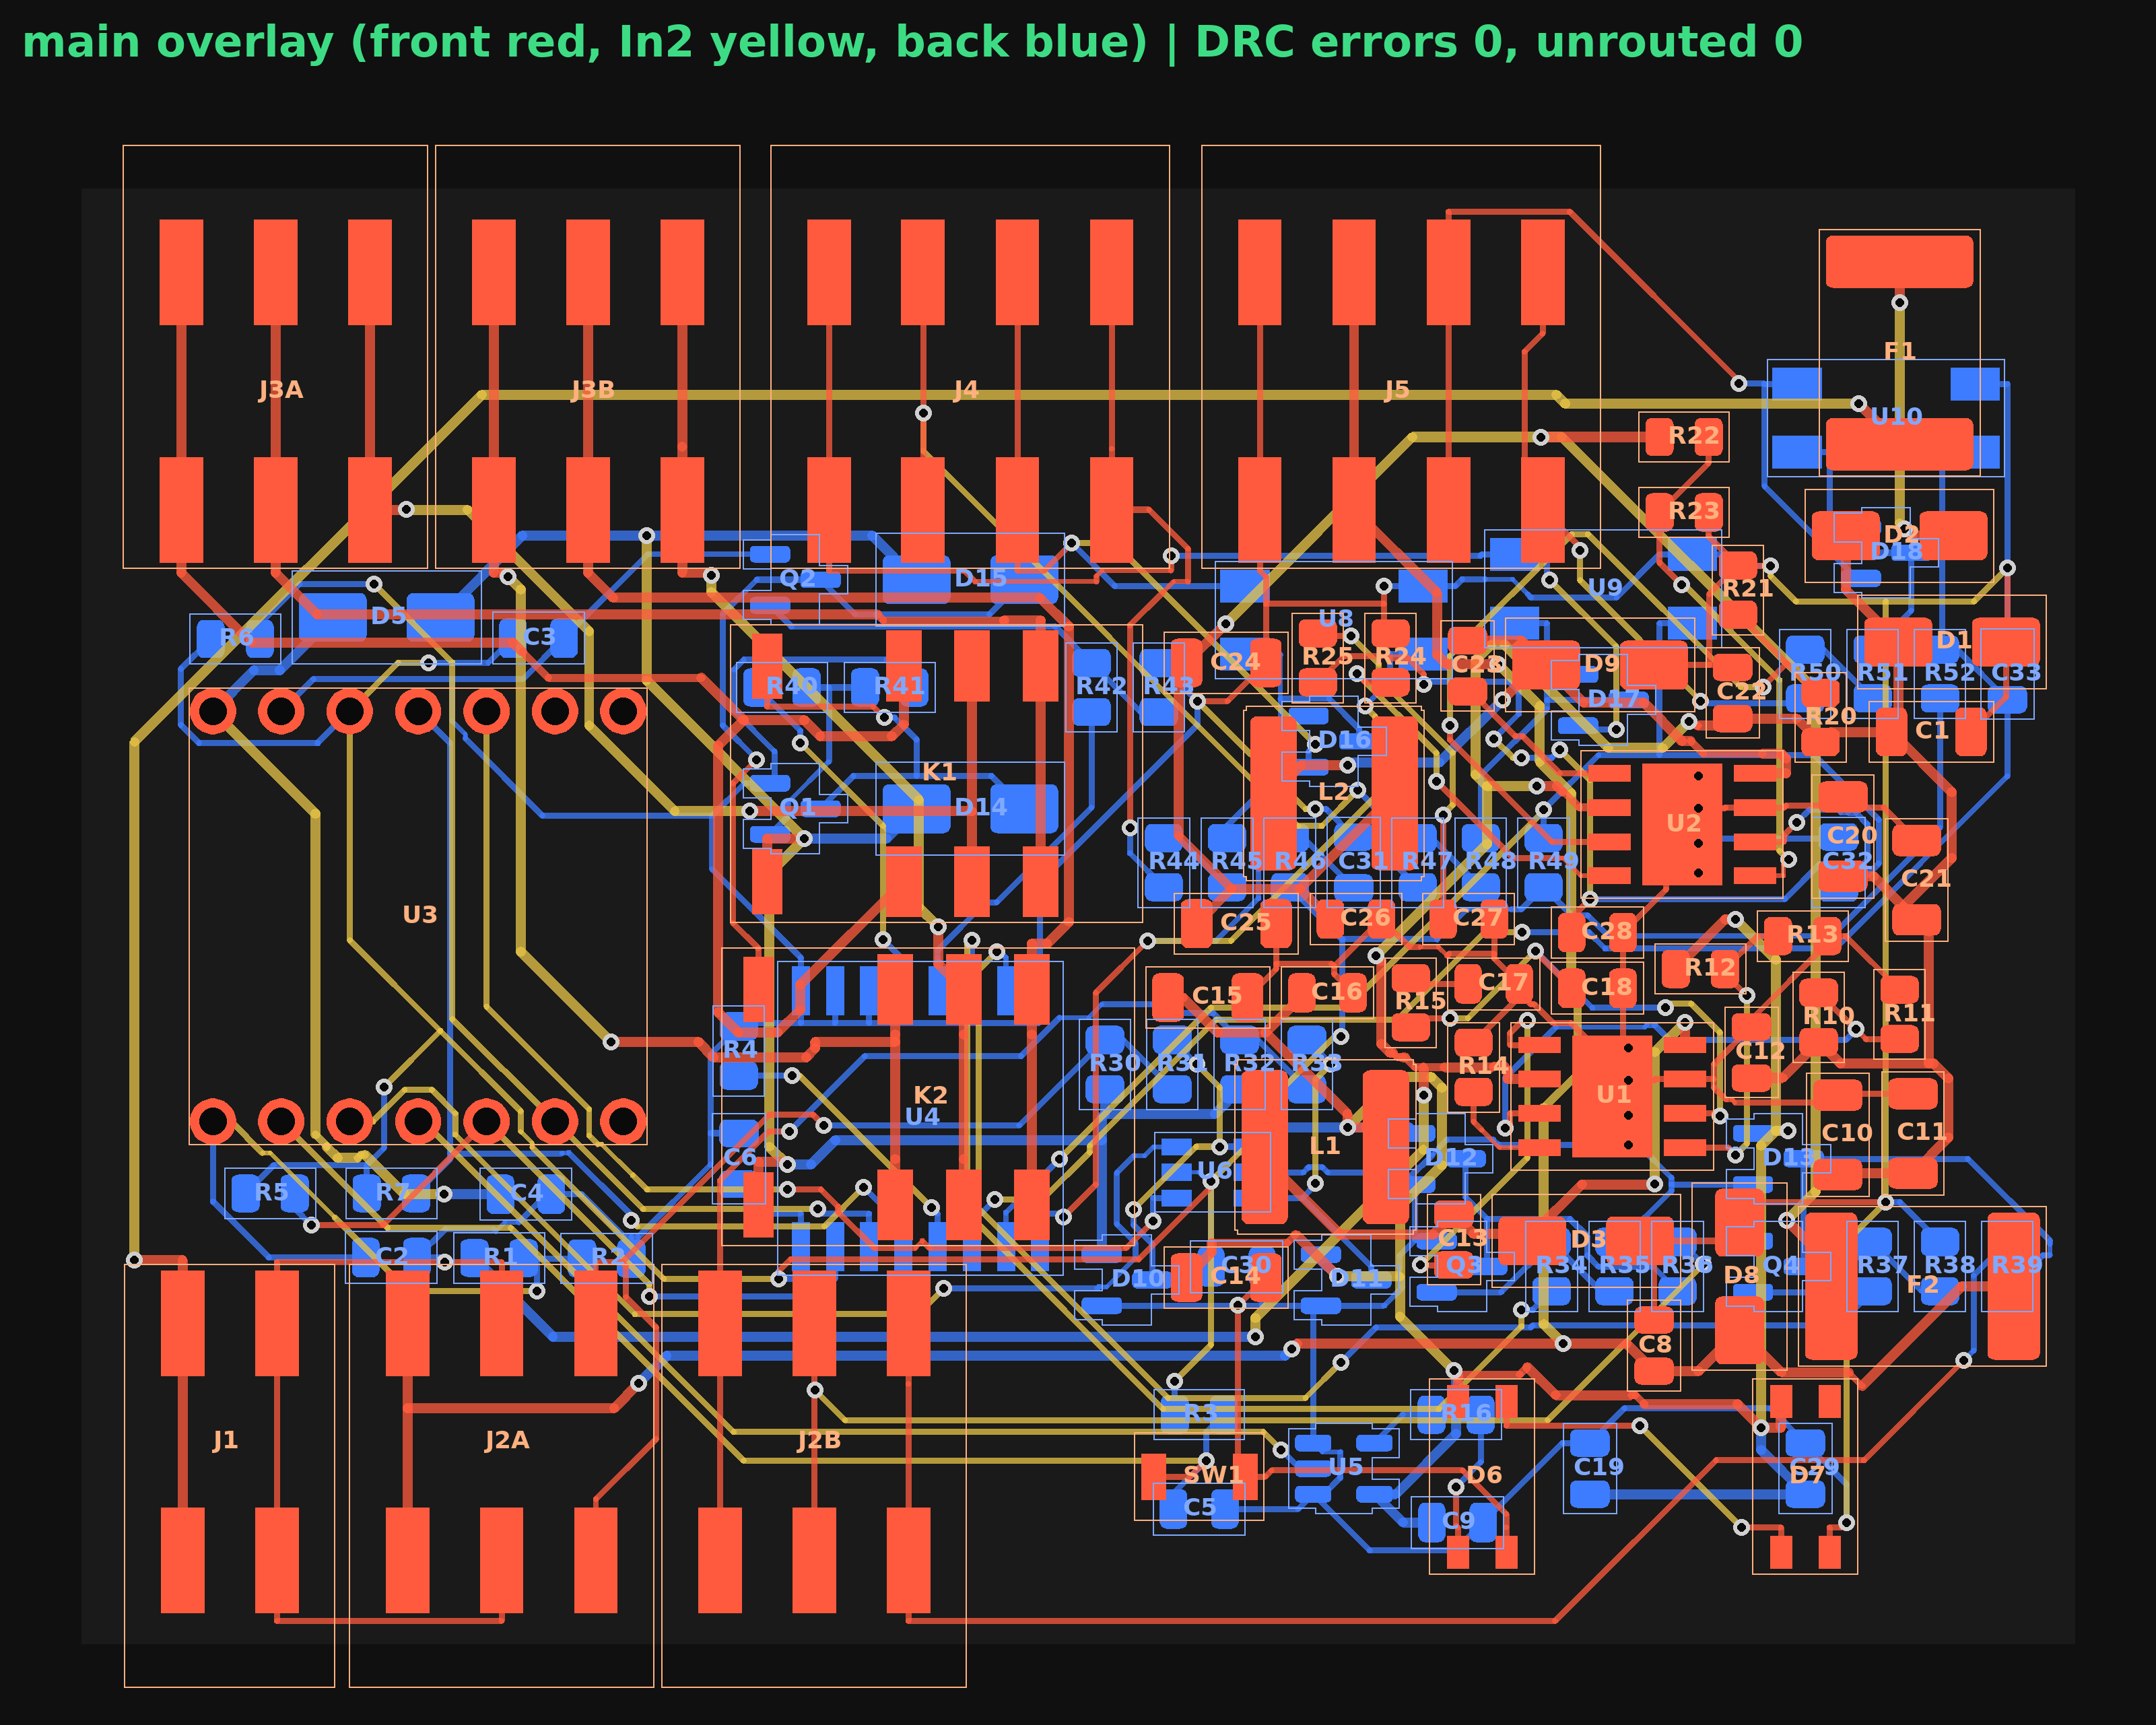 main overlay (front red, In2 yellow, back blue) | DRC errors 0, unrouted 0
F1
J3A J3B J4 J5
U10
R22
R23
D2
D18
Q2 D15 U9 R21
D5 U8
R6 C3 D1
C24 R25 R24 C23 D9
R40 R41 R42 R43 D17 C22 R50 R51 R52 C33
R20
D16 C1
K1
L2
Q1 D14 U2
C20
R44 R45 R46 C31 R47 R48 R49 C32
C21
U3
C25 C26 C27 C28 R13
R12
C15 C16 R15 C17 C18
R10 R11
R4 R30 R31 R32 R33 R14 C12
K2 U1
U4
L1 C10 C11
C6 U6 D12 D13
R5 R7 C4
C13 D3
C2 R1 R2 D10 C30 D11 Q3 R34 R35 R36 Q4 R37 R38 R39
C14 D8 F2
C8
R3 R16
J1 J2A J2B
SW1 U5 D6 C19 D7
C5 C9